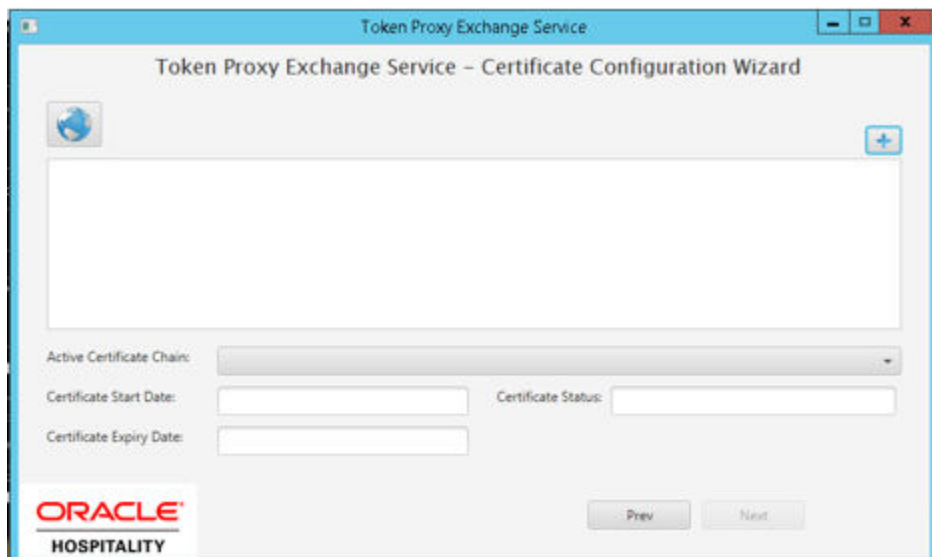 Token Proxy Exchange Service
Token Proxy Exchange Service – Certificate Configuration Wizard
Active Certificate Chain:
Certificate Start Date:
Certificate Status:
Certificate Expiry Date:
Prev
Next
ORACLE
HOSPITALITY